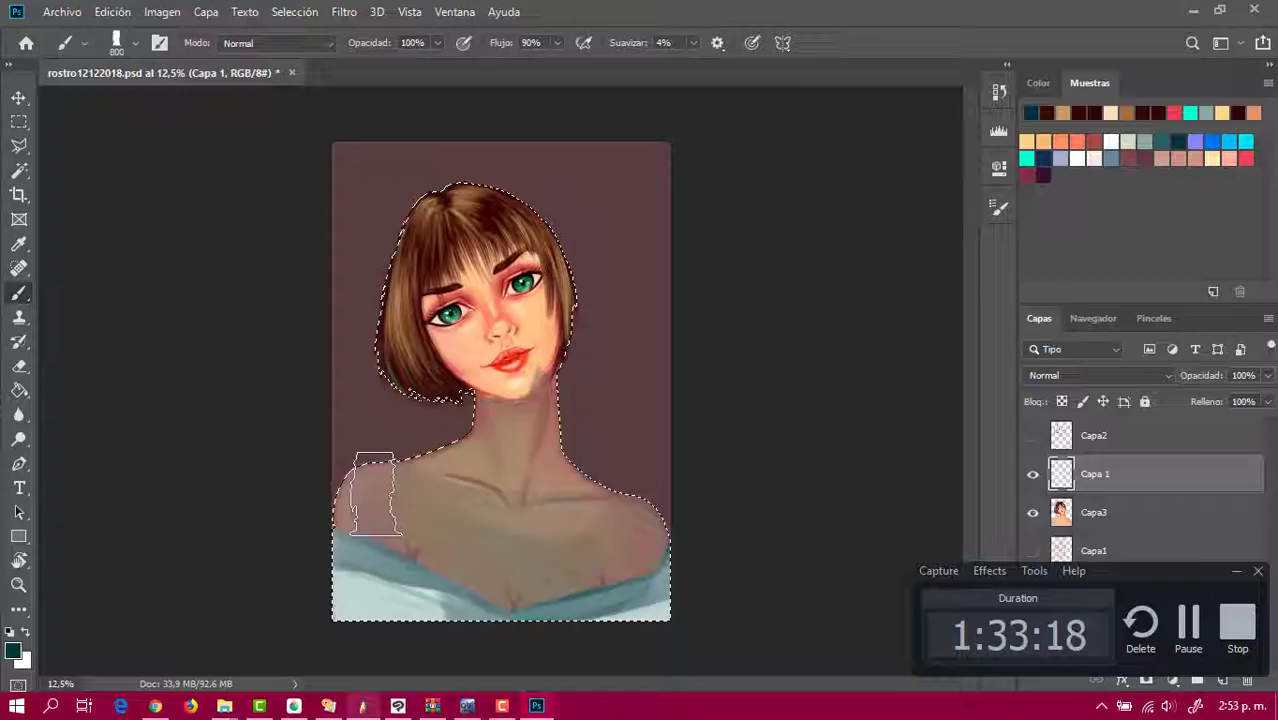 Ps Archivo Edición Imagen Capa Texto Selección Filtro 3D Vista Ventana Ayuda
800 Modo: Normal Opacidad: 100% Flujo: 90% Suavizar: 4%
rostro12122018.psd al 12,5% (Capa 1, RGB/8#) *
Color Muestras
Capas Navegador Pinceles
Tipo
Normal Opacidad: 100%
Bloq.: Relleno: 100%
Capa2
Capa 1
Capa3
Capa1
Capture Effects Tools Help
Duration
1:33:18
Delete Pause Stop
12,5% Doc: 33,9 MB/92,6 MB
2:53 p. m.